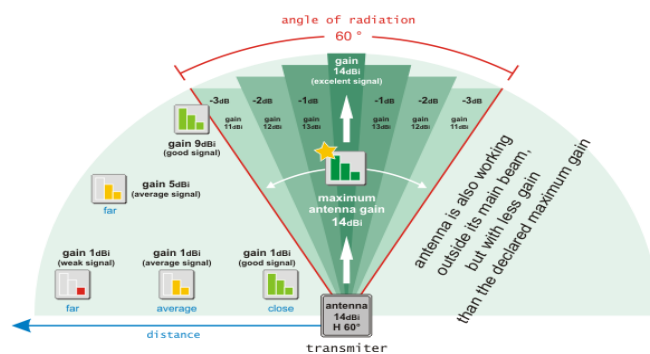 angle of radiation
60 °
gain
14dBi
(excelent signal)
-3dB
-2dB
-1dB
-1dB
-2dB
-3dB
gain
11dBi
gain
12dBi
gain
13dBi
gain
13dBi
gain
12dBi
gain
11dBi
gain 9dBi
(good signal)
gain 5dBi
(average signal)
far
maximum
antenna gain
14dBi
antenna is also working
outside its main beam,
but with less gain
than the declared maximum gain
gain 1dBi
(weak signal)
far
gain 1dBi
(average signal)
average
gain 1dBi
(good signal)
close
antenna
14dBi
H 60°
distance
transmiter